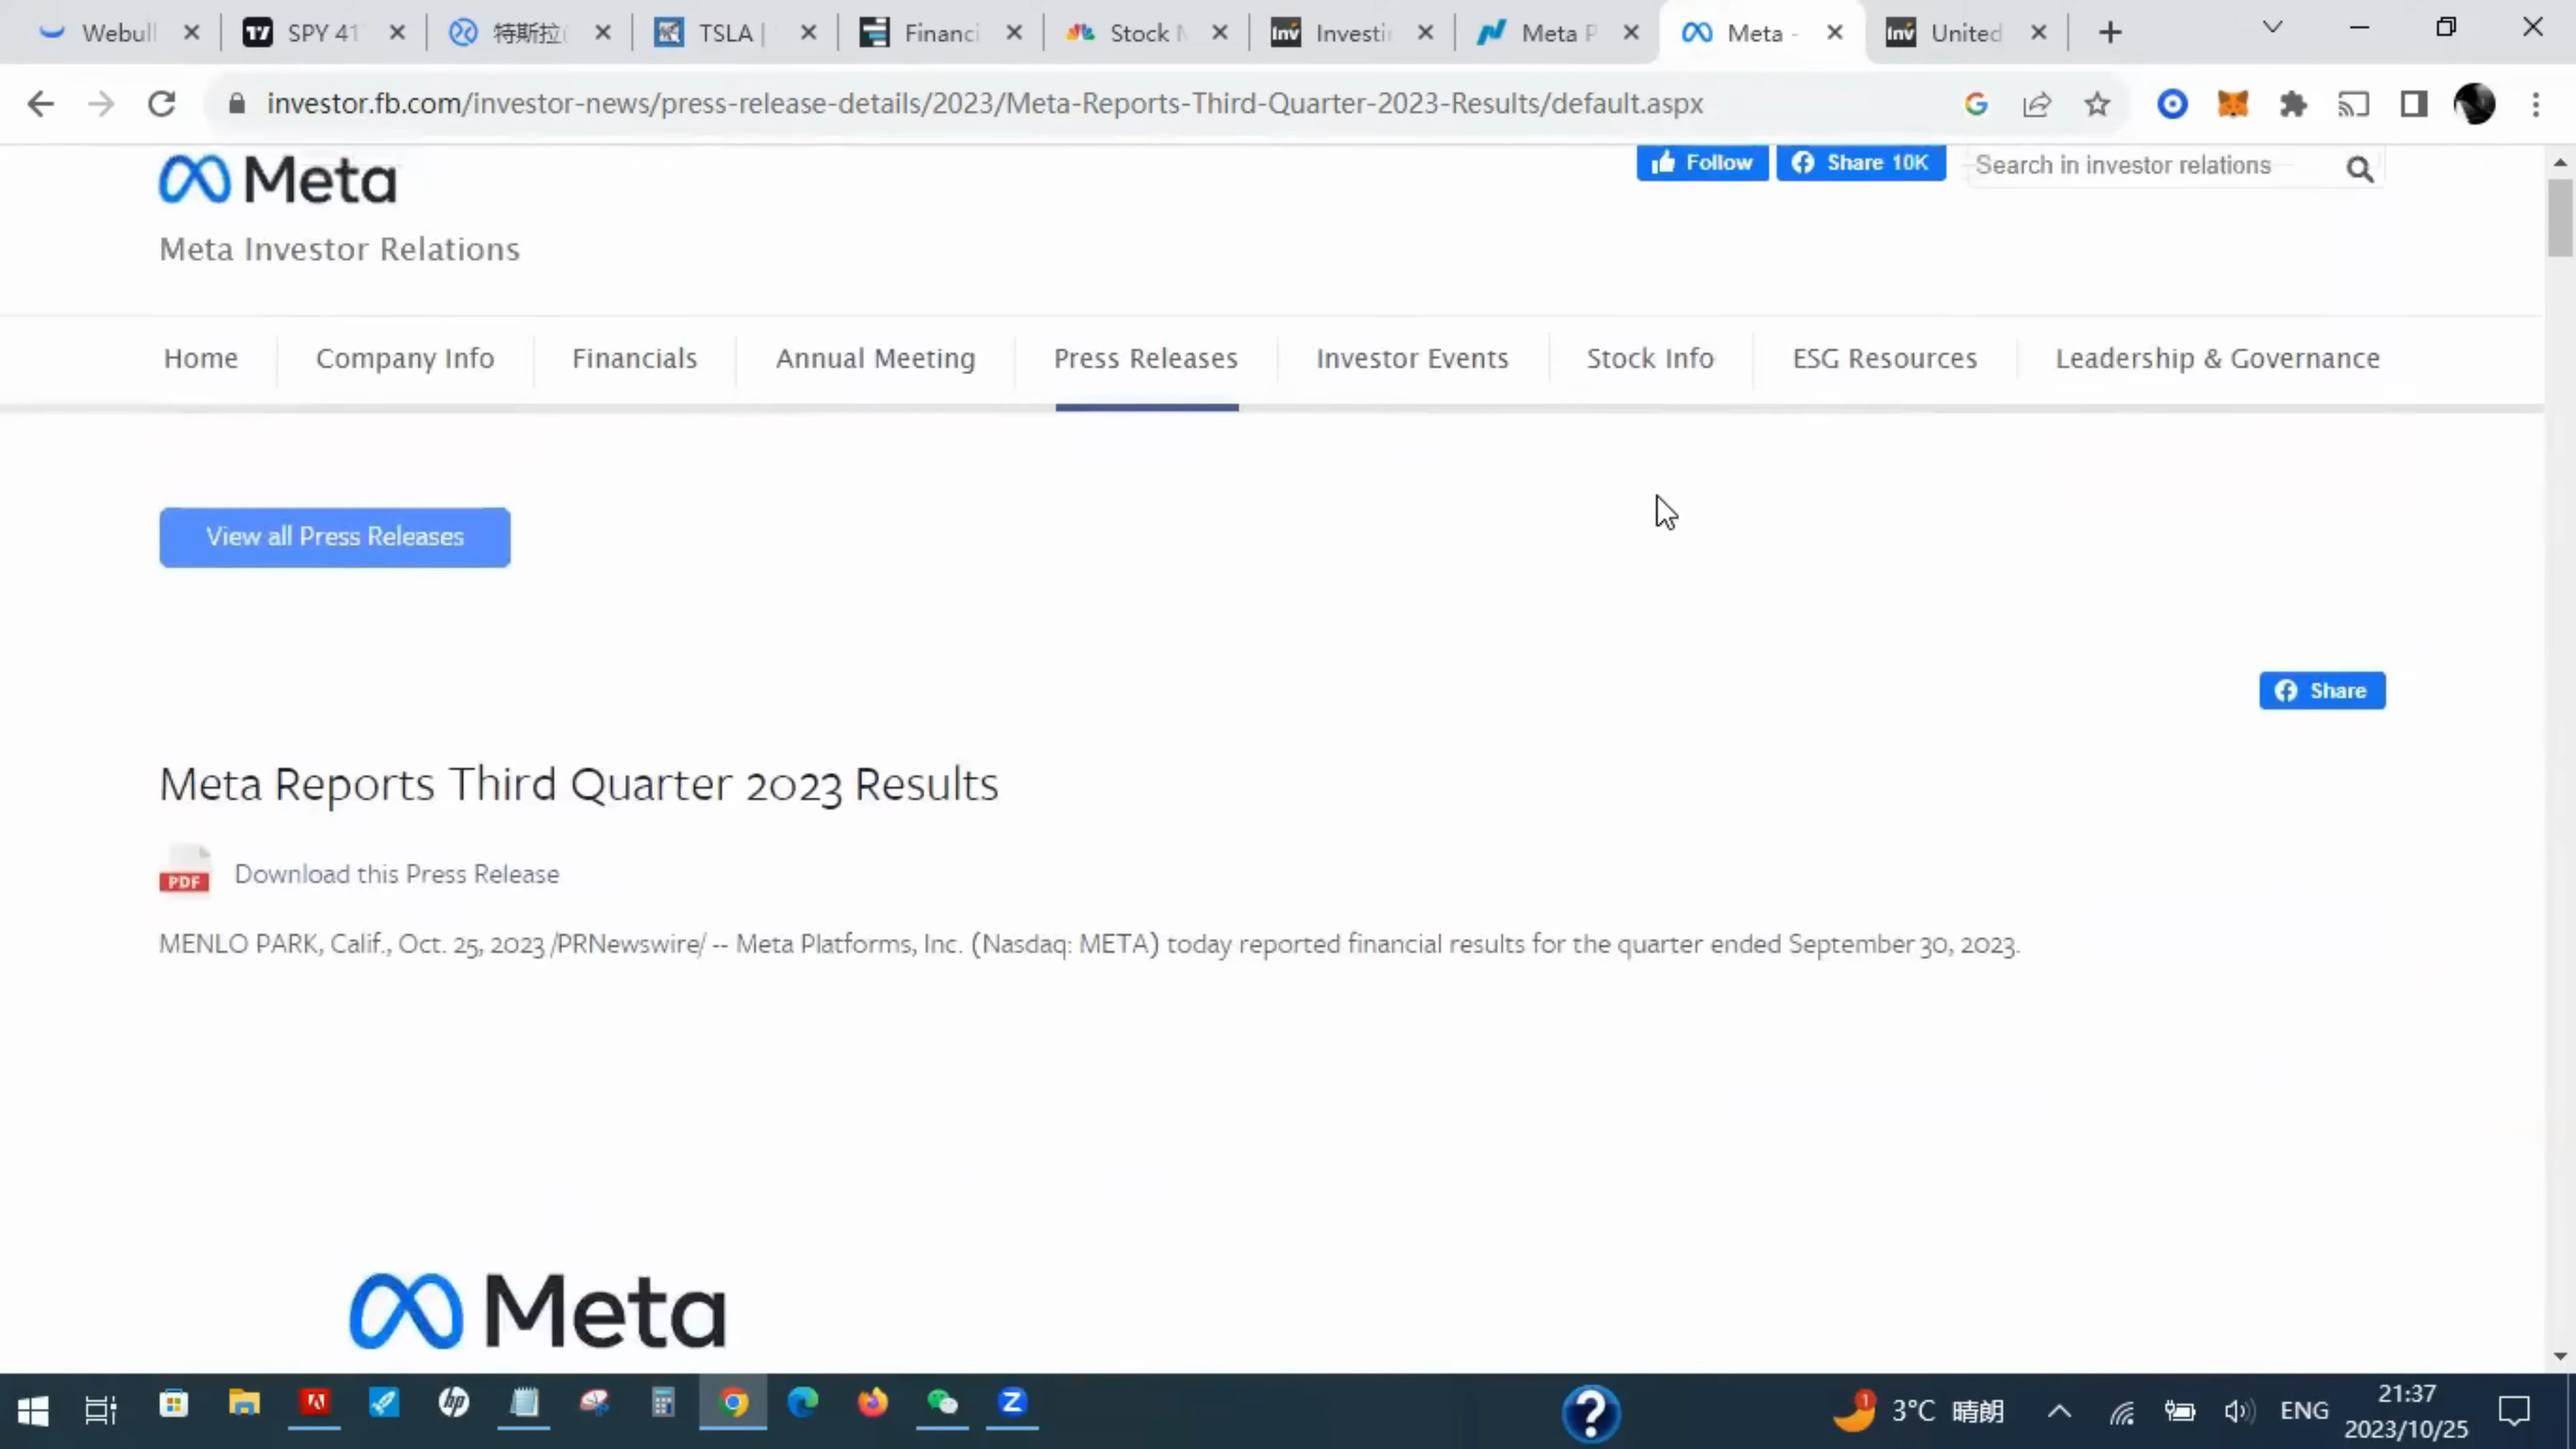 Webull
SPY 41
特斯拉(
TSLA |
Financi
Stock M
Investi
Meta P
Meta -
United
investor.fb.com/investor-news/press-release-details/2023/Meta-Reports-Third-Quarter-2023-Results/default.aspx
Meta
Follow
Share 10K
Search in investor relations
Meta Investor Relations
Home
Company Info
Financials
Annual Meeting
Press Releases
Investor Events
Stock Info
ESG Resources
Leadership & Governance
View all Press Releases
Share
Meta Reports Third Quarter 2023 Results
PDF
Download this Press Release
MENLO PARK, Calif., Oct. 25, 2023 /PRNewswire/ -- Meta Platforms, Inc. (Nasdaq: META) today reported financial results for the quarter ended September 30, 2023.
Meta
1
3°C 晴朗
ENG
21:37
2023/10/25